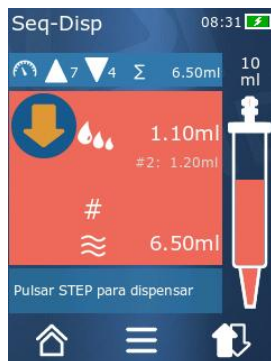 Seq-Disp 08:31
7 4 Σ 6.50ml 10
ml
1.10ml
#2: 1.20ml
#
6.50ml
Pulsar STEP para dispensar